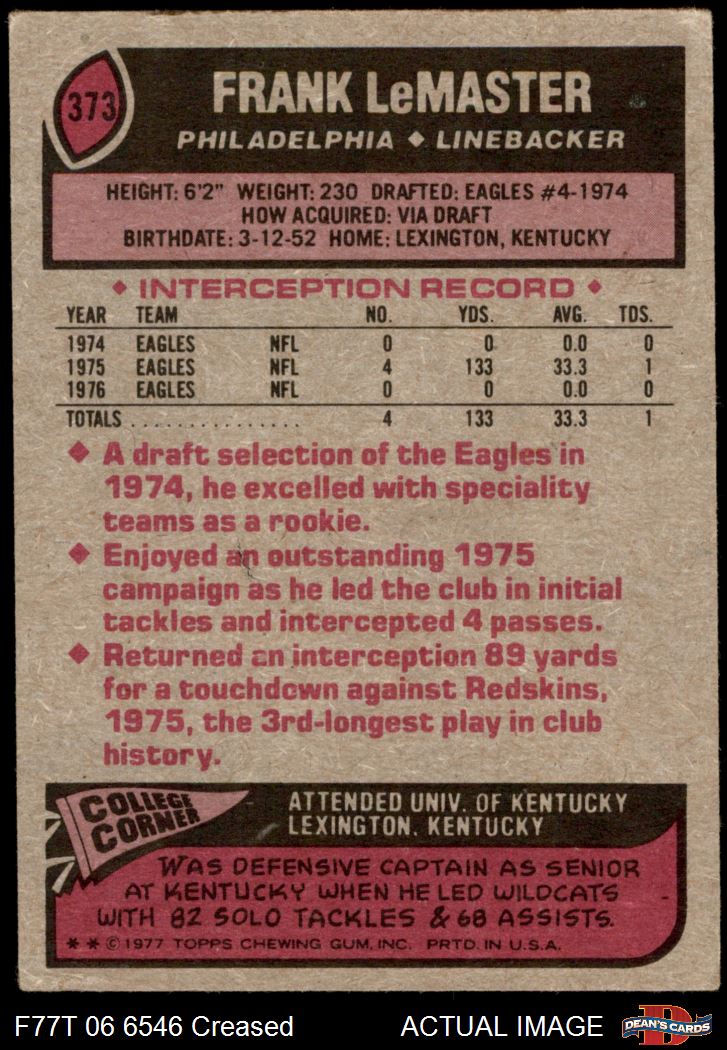 373
FRANK LeMASTER
PHILADELPHIA ◆ LINEBACKER
HEIGHT: 6'2" WEIGHT: 230 DRAFTED: EAGLES #4-1974
HOW ACQUIRED: VIA DRAFT
BIRTHDATE: 3-12-52 HOME: LEXINGTON, KENTUCKY
◆ INTERCEPTION RECORD ◆
YEAR TEAM NO. YDS. AVG. TDS.
1974 EAGLES NFL 0 0 0.0 0
1975 EAGLES NFL 4 133 33.3 1
1976 EAGLES NFL 0 0 0.0 0
TOTALS . . . . . . . . . . . . . . . 4 133 33.3 1
◆ A draft selection of the Eagles in
1974, he excelled with speciality
teams as a rookie.
◆ Enjoyed an outstanding 1975
campaign as he led the club in initial
tackles and intercepted 4 passes.
◆ Returned an interception 89 yards
for a touchdown against Redskins,
1975, the 3rd-longest play in club
history.
COLLEGE
CORNER
ATTENDED UNIV. OF KENTUCKY
LEXINGTON, KENTUCKY
WAS DEFENSIVE CAPTAIN AS SENIOR
AT KENTUCKY WHEN HE LED WILDCATS
WITH 82 SOLO TACKLES & 68 ASSISTS.
* * © 1977 TOPPS CHEWING GUM, INC. PRTD. IN U.S.A.
F77T 06 6546 Creased ACTUAL IMAGE
D
DEAN'S CARDS